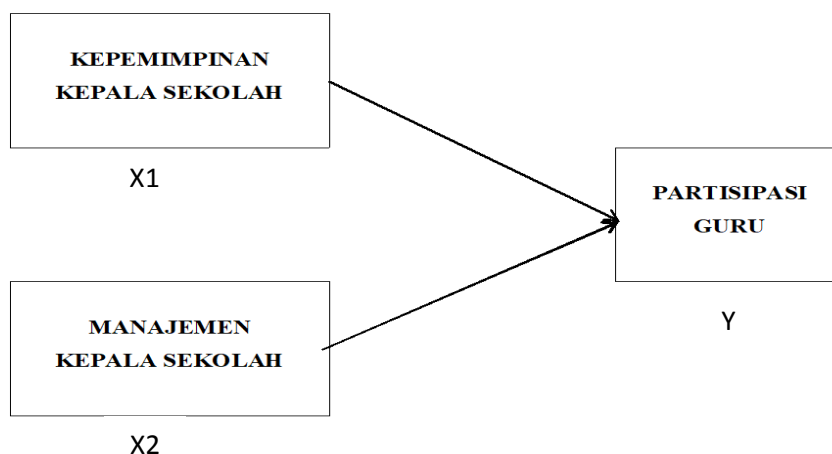 KEPEMIMPINAN
KEPALA SEKOLAH
X1
PARTISIPASI
GURU
Y
MANAJEMEN
KEPALA SEKOLAH
X2